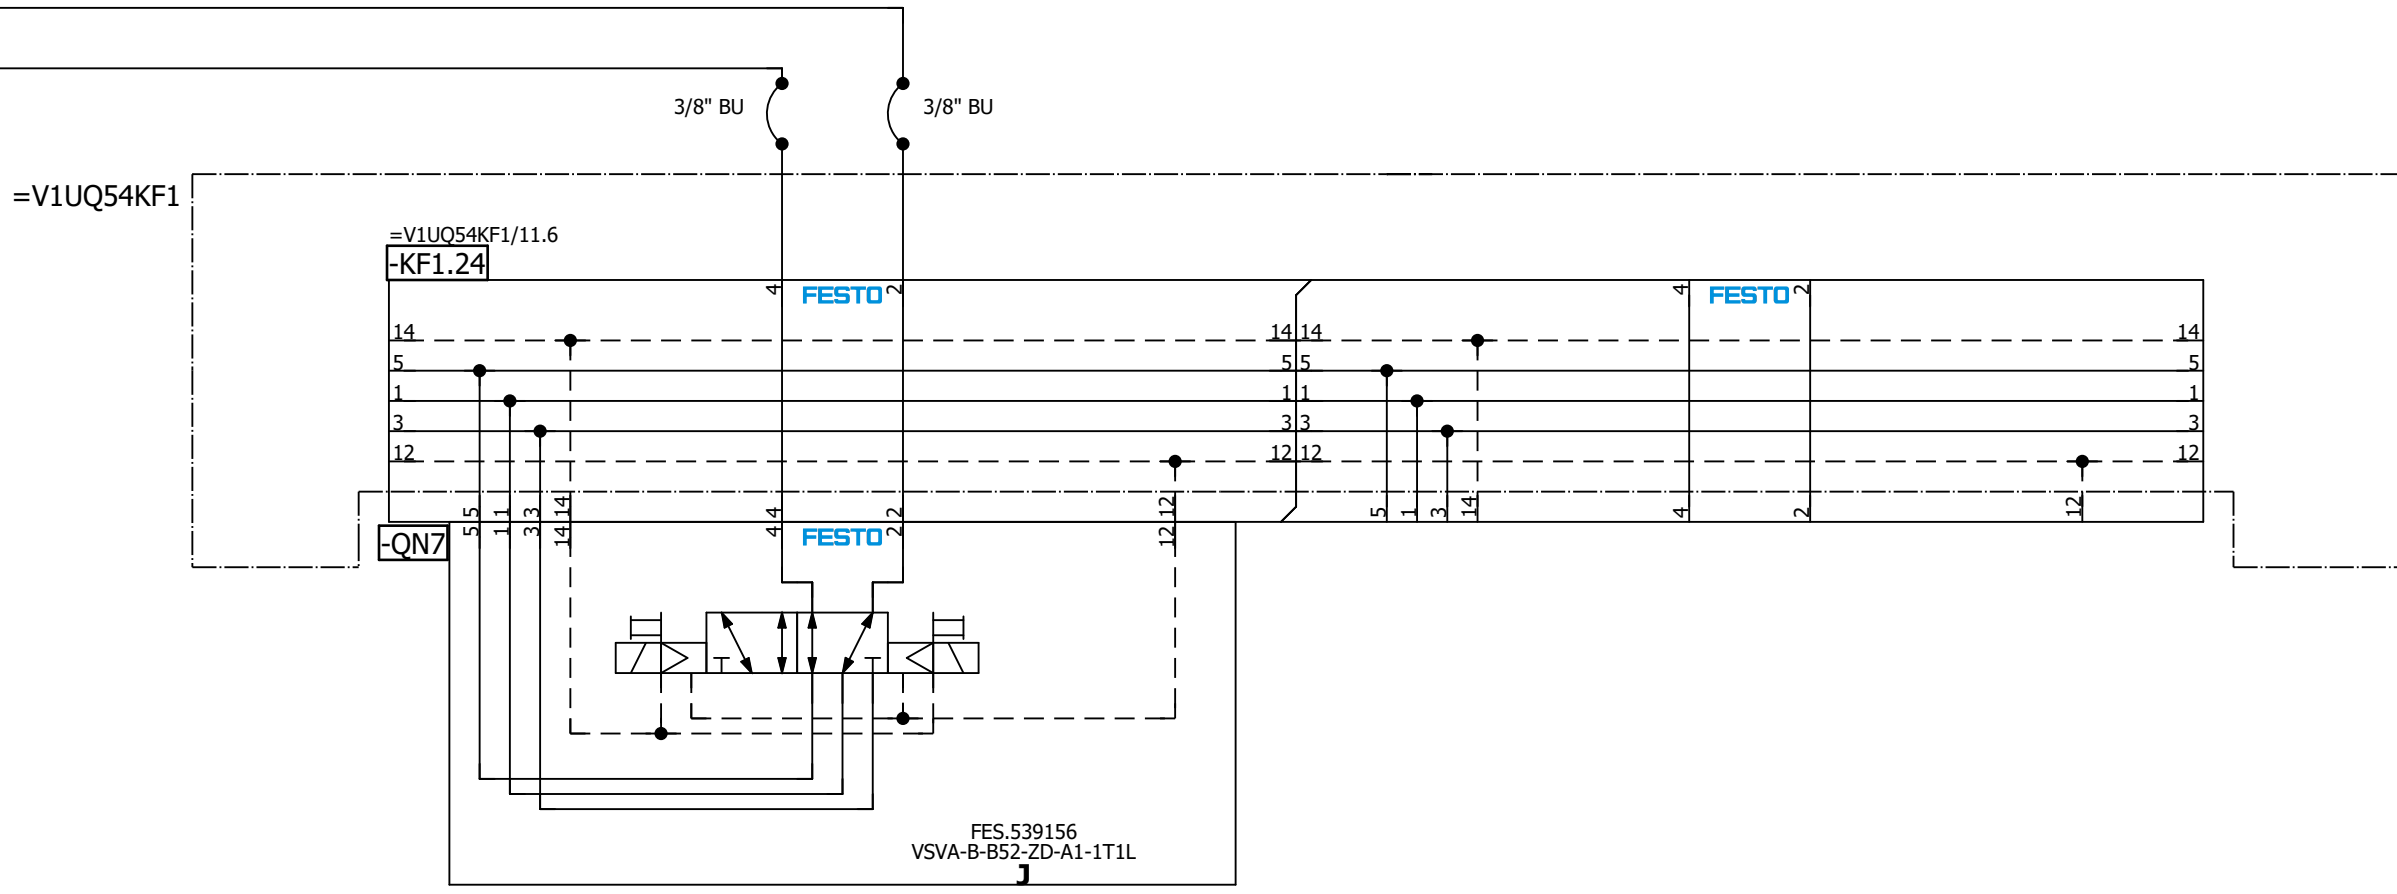 3/8" BU 3/8" BU
=V1UQ54KF1
=V1UQ54KF1/11.6
-KF1.24
4 FESTO 2 4 FESTO 2
14 14 14 14
5 5 5 5
1 1 1 1
3 3 3 3
12 12 12 12
5 1 3 14 4 2 12 5 1 3 14 4 2 12
-QN7
5 1 3 14 4 FESTO 2 12
FES.539156
VSVA-B-B52-ZD-A1-1T1L
J